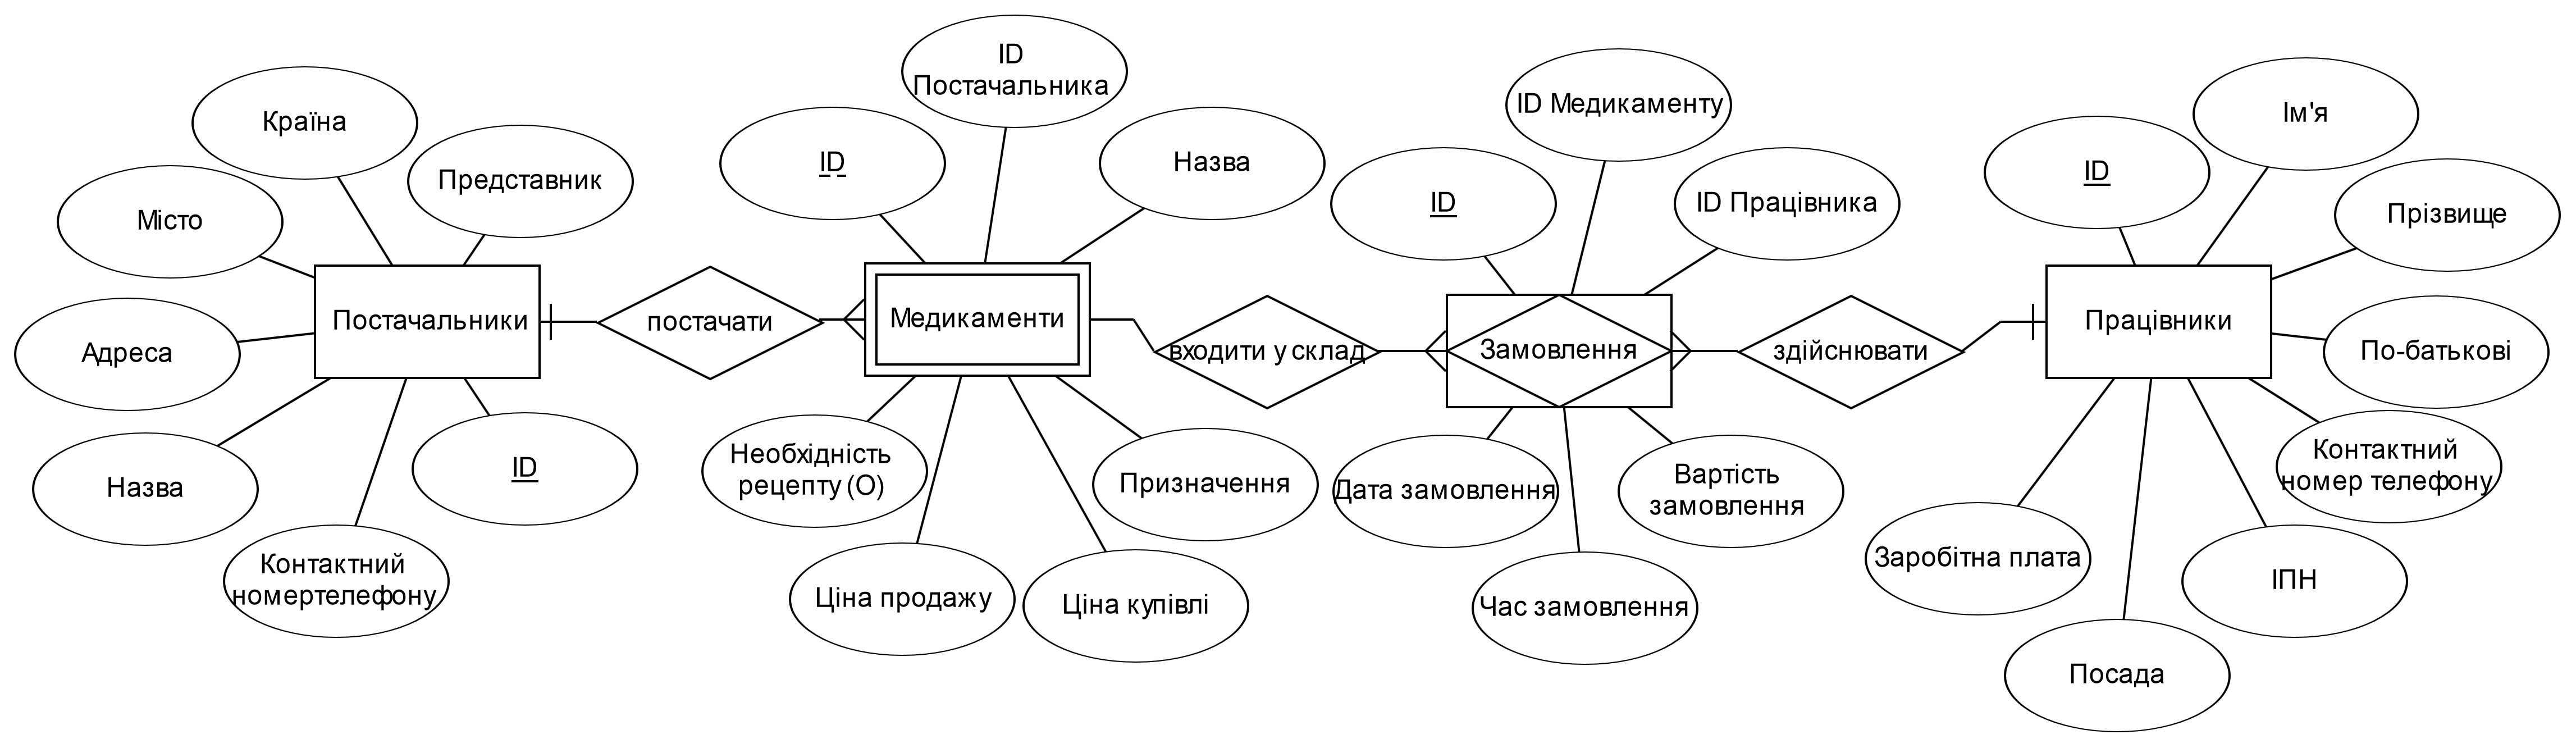 Країна
Представник
Місто
Адреса
Назва
Контактний
номертелефону
ID
Постачальники
постачати
ID
ID
Постачальника
Назва
Медикаменти
Необхідність
рецепту (О)
Ціна продажу
Ціна купівлі
Призначення
входити у склад
ID
ID Медикаменту
ID Працівника
Замовлення
Дата замовлення
Час замовлення
Вартість
замовлення
здійснювати
ID
Ім'я
Прізвище
По-батькові
Працівники
Контактний
номер телефону
ІПН
Посада
Заробітна плата